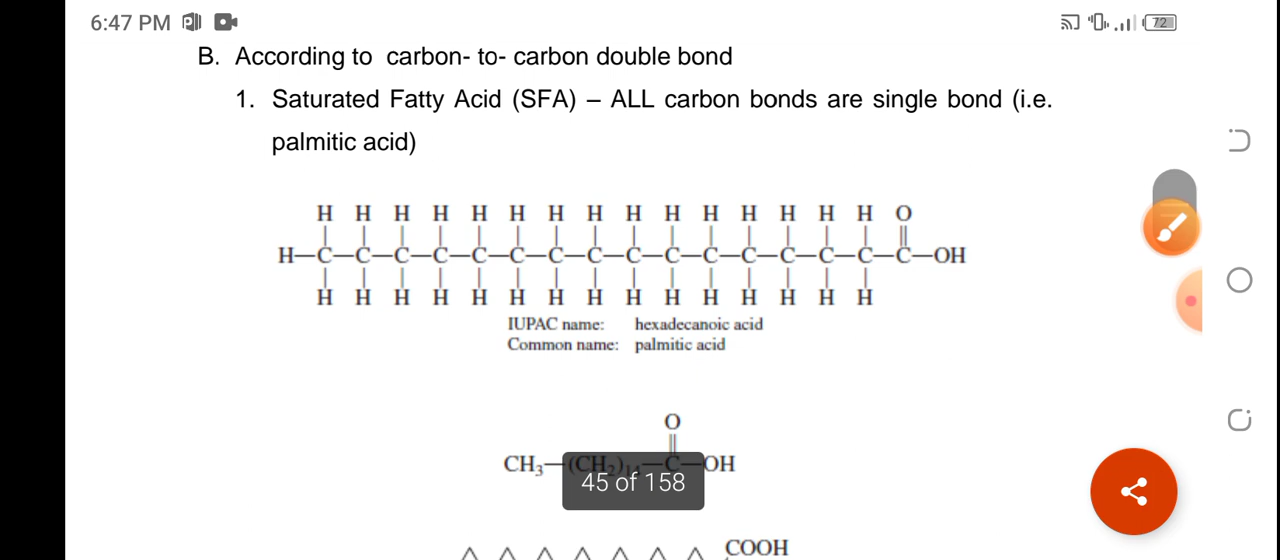 6:47 PM
72
B. According to carbon- to- carbon double bond
1. Saturated Fatty Acid (SFA) – ALL carbon bonds are single bond (i.e.
palmitic acid)
H H H H H H H H H H H H H H H O
H—C—C—C—C—C—C—C—C—C—C—C—C—C—C—C—C—OH
H H H H H H H H H H H H H H H
IUPAC name: hexadecanoic acid
Common name: palmitic acid
O
CH₃—(CH₂)₁₄—C—OH
45 of 158
COOH